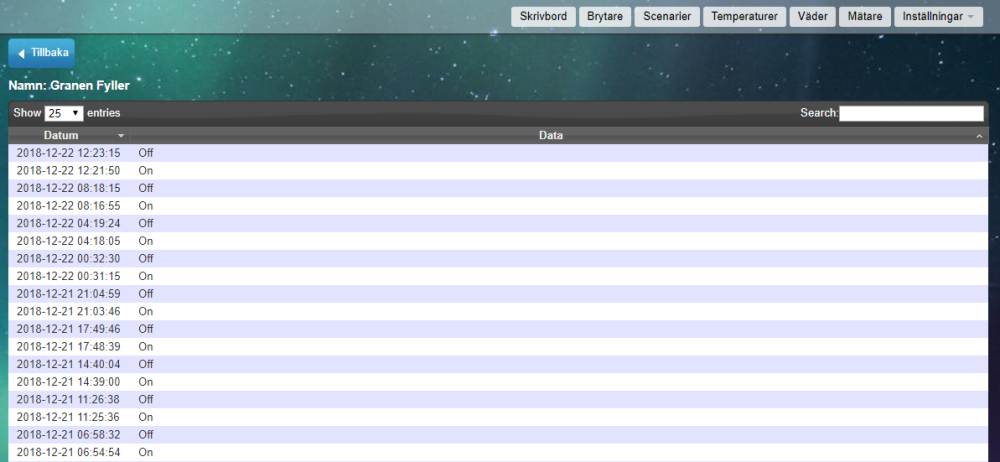 Skrivbord Brytare Scenarier Temperaturer Väder Mätare Inställningar
Tillbaka
Namn: Granen Fyller
Show 25 entries Search:
Datum Data
2018-12-22 12:23:15 Off
2018-12-22 12:21:50 On
2018-12-22 08:18:15 Off
2018-12-22 08:16:55 On
2018-12-22 04:19:24 Off
2018-12-22 04:18:05 On
2018-12-22 00:32:30 Off
2018-12-22 00:31:15 On
2018-12-21 21:04:59 Off
2018-12-21 21:03:46 On
2018-12-21 17:49:46 Off
2018-12-21 17:48:39 On
2018-12-21 14:40:04 Off
2018-12-21 14:39:00 On
2018-12-21 11:26:38 Off
2018-12-21 11:25:36 On
2018-12-21 06:58:32 Off
2018-12-21 06:54:54 On